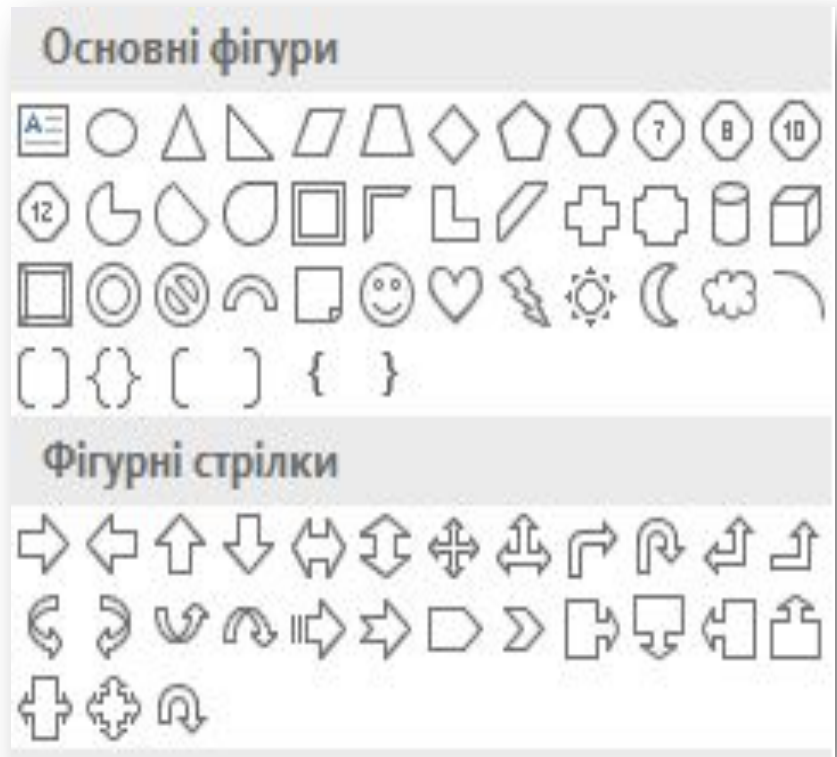 Основні фігури
A
7 8 10
12
{ }
Фігурні стрілки